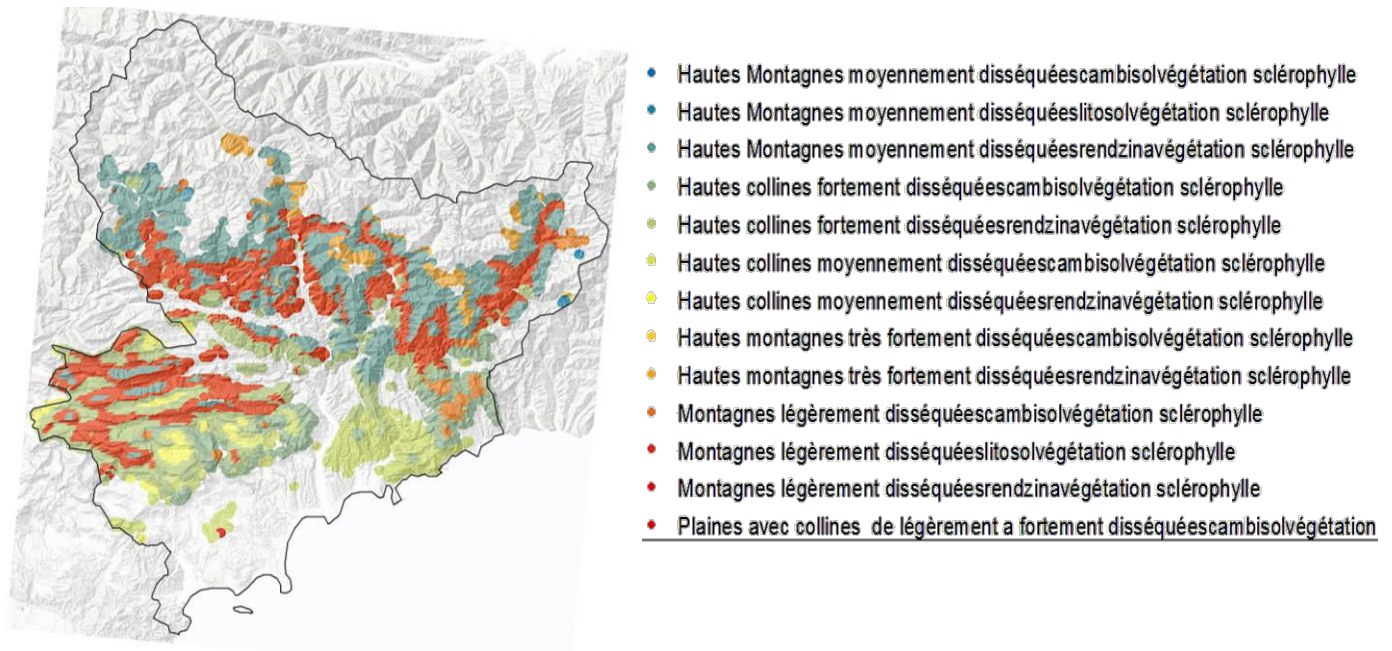 Hautes Montagnes moyennement disséquéescambisolvégétation sclérophylle
Hautes Montagnes moyennement disséquéeslitosolvégétation sclérophylle
Hautes Montagnes moyennement disséquéesrendzinavégétation sclérophylle
Hautes collines fortement disséquéescambisolvégétation sclérophylle
Hautes collines fortement disséquéesrendzinavégétation sclérophylle
Hautes collines moyennement disséquéescambisolvégétation sclérophylle
Hautes collines moyennement disséquéesrendzinavégétation sclérophylle
Hautes montagnes très fortement disséquéescambisolvégétation sclérophylle
Hautes montagnes très fortement disséquéesrendzinavégétation sclérophylle
Montagnes légèrement disséquéescambisolvégétation sclérophylle
Montagnes légèrement disséquéeslitosolvégétation sclérophylle
Montagnes légèrement disséquéesrendzinavégétation sclérophylle
Plaines avec collines de légèrement a fortement disséquéescambisolvégétation